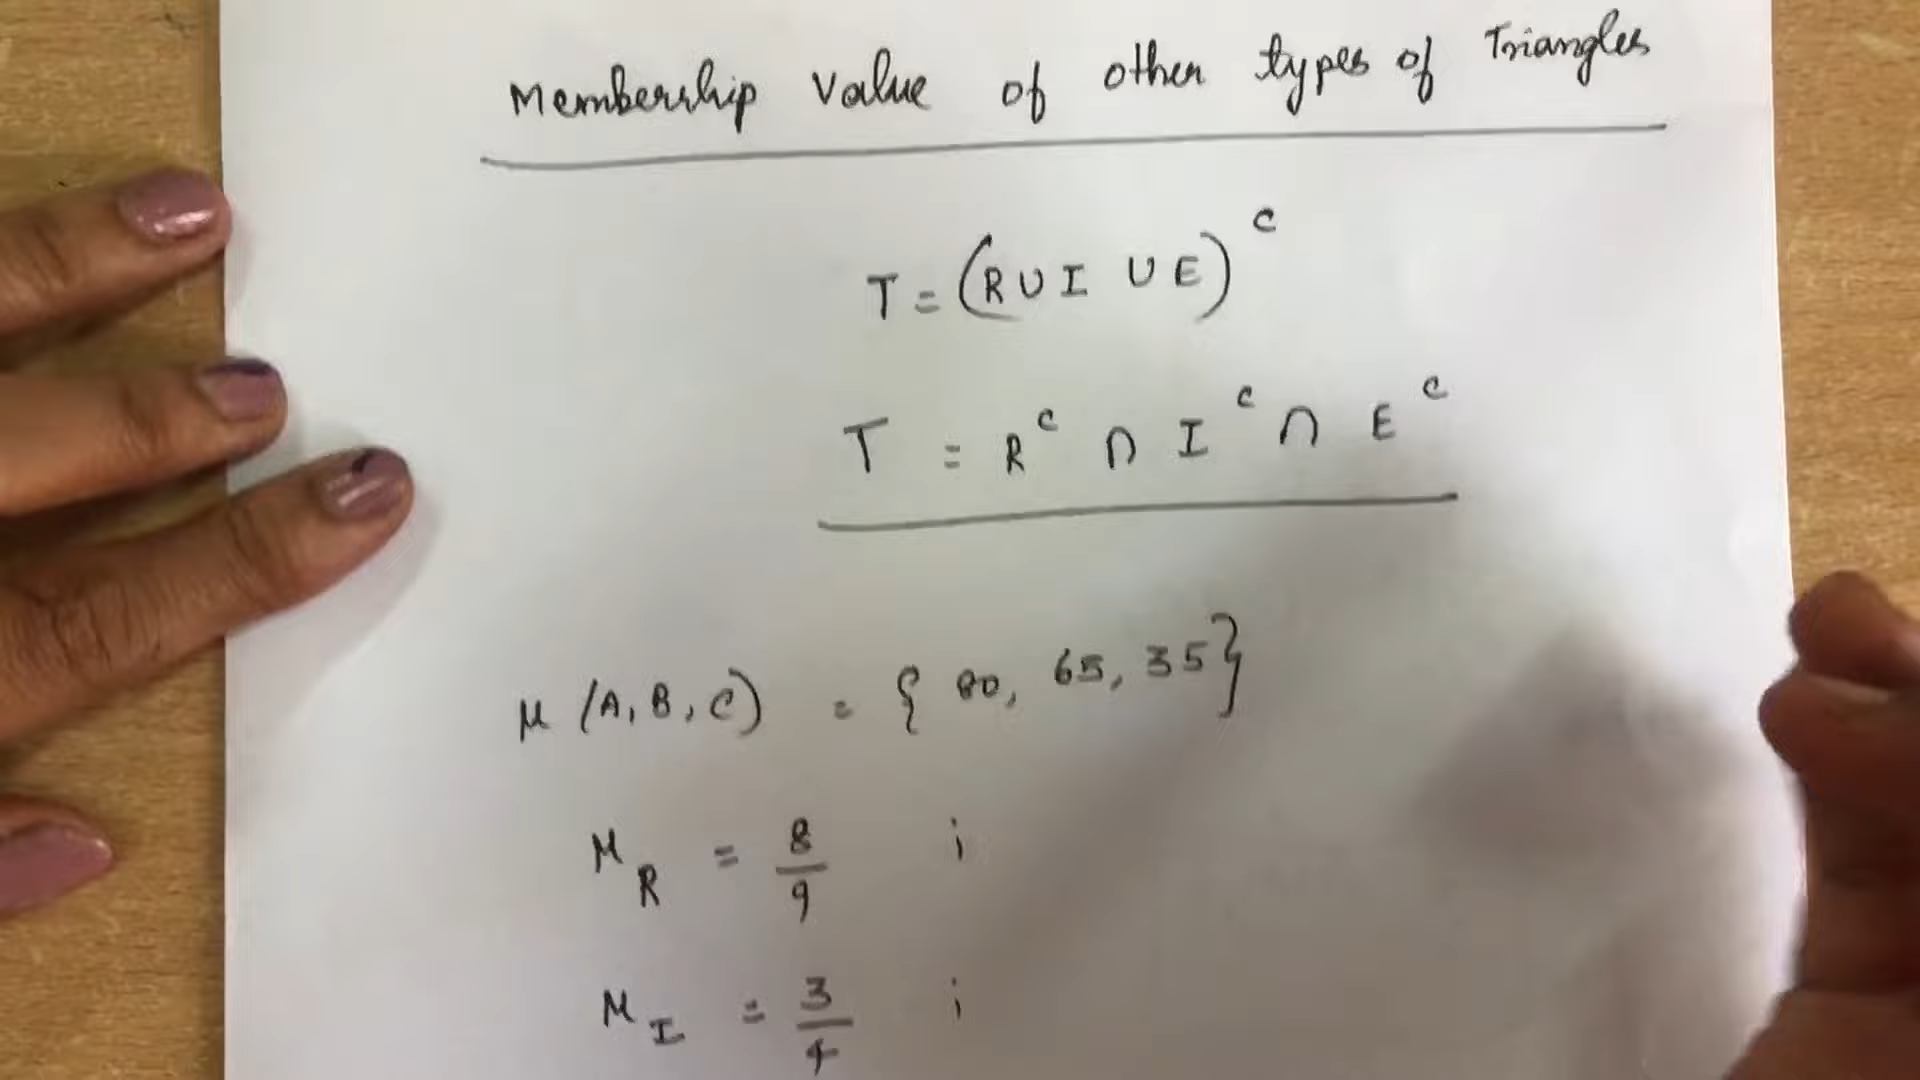 Membership value of other types of Triangles
T = (R ∪ I ∪ E)^c
T = R^c ∩ I^c ∩ E^c
μ (A, B, C) = { 80, 65, 35}
μ_R = 8/9 ;
μ_I = 3/4 ;